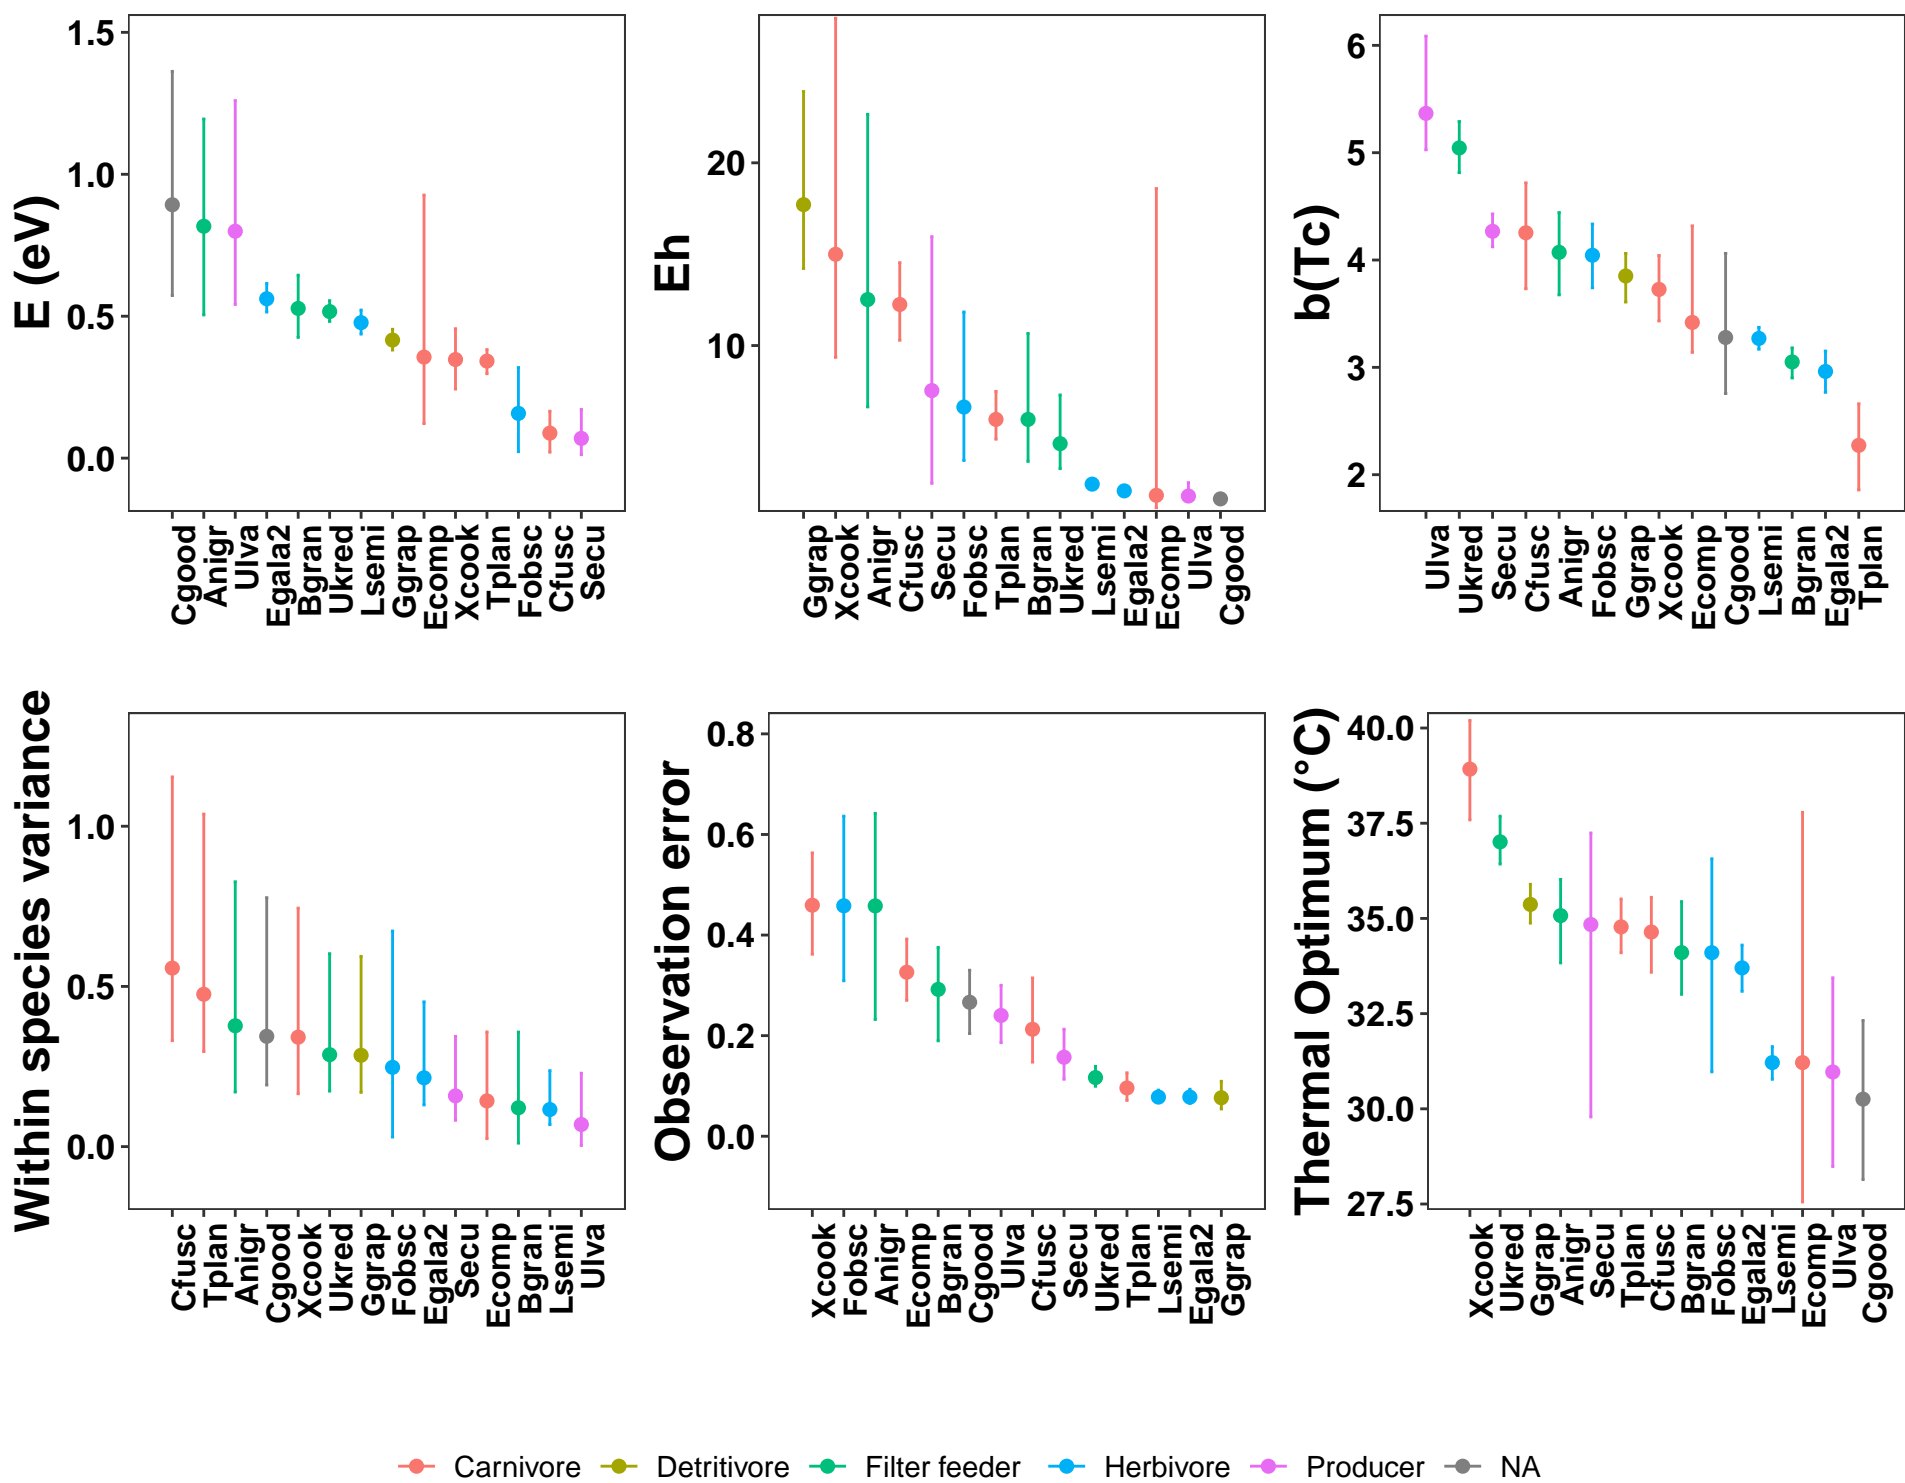 E (eV)
1.5
1.0
0.5
0.0
Cgood
Anigr
Ulva
Egala2
Bgran
Ukred
Lsemi
Ggrap
Ecomp
Xcook
Tplan
Fobsc
Cfusc
Secu
Eh
20
10
Ggrap
Xcook
Anigr
Cfusc
Secu
Fobsc
Tplan
Bgran
Ukred
Lsemi
Egala2
Ecomp
Ulva
Cgood
b(Tc)
6
5
4
3
2
Ulva
Ukred
Secu
Cfusc
Anigr
Fobsc
Ggrap
Xcook
Ecomp
Cgood
Lsemi
Bgran
Egala2
Tplan
Within species variance
1.0
0.5
0.0
Cfusc
Tplan
Anigr
Cgood
Xcook
Ukred
Ggrap
Fobsc
Egala2
Secu
Ecomp
Bgran
Lsemi
Ulva
Observation error
0.8
0.6
0.4
0.2
0.0
Xcook
Fobsc
Anigr
Ecomp
Bgran
Cgood
Ulva
Cfusc
Secu
Ukred
Tplan
Lsemi
Egala2
Ggrap
Thermal Optimum (°C)
40.0
37.5
35.0
32.5
30.0
27.5
Xcook
Ukred
Ggrap
Anigr
Secu
Tplan
Cfusc
Bgran
Fobsc
Egala2
Lsemi
Ecomp
Ulva
Cgood
Carnivore Detritivore Filter feeder Herbivore Producer NA